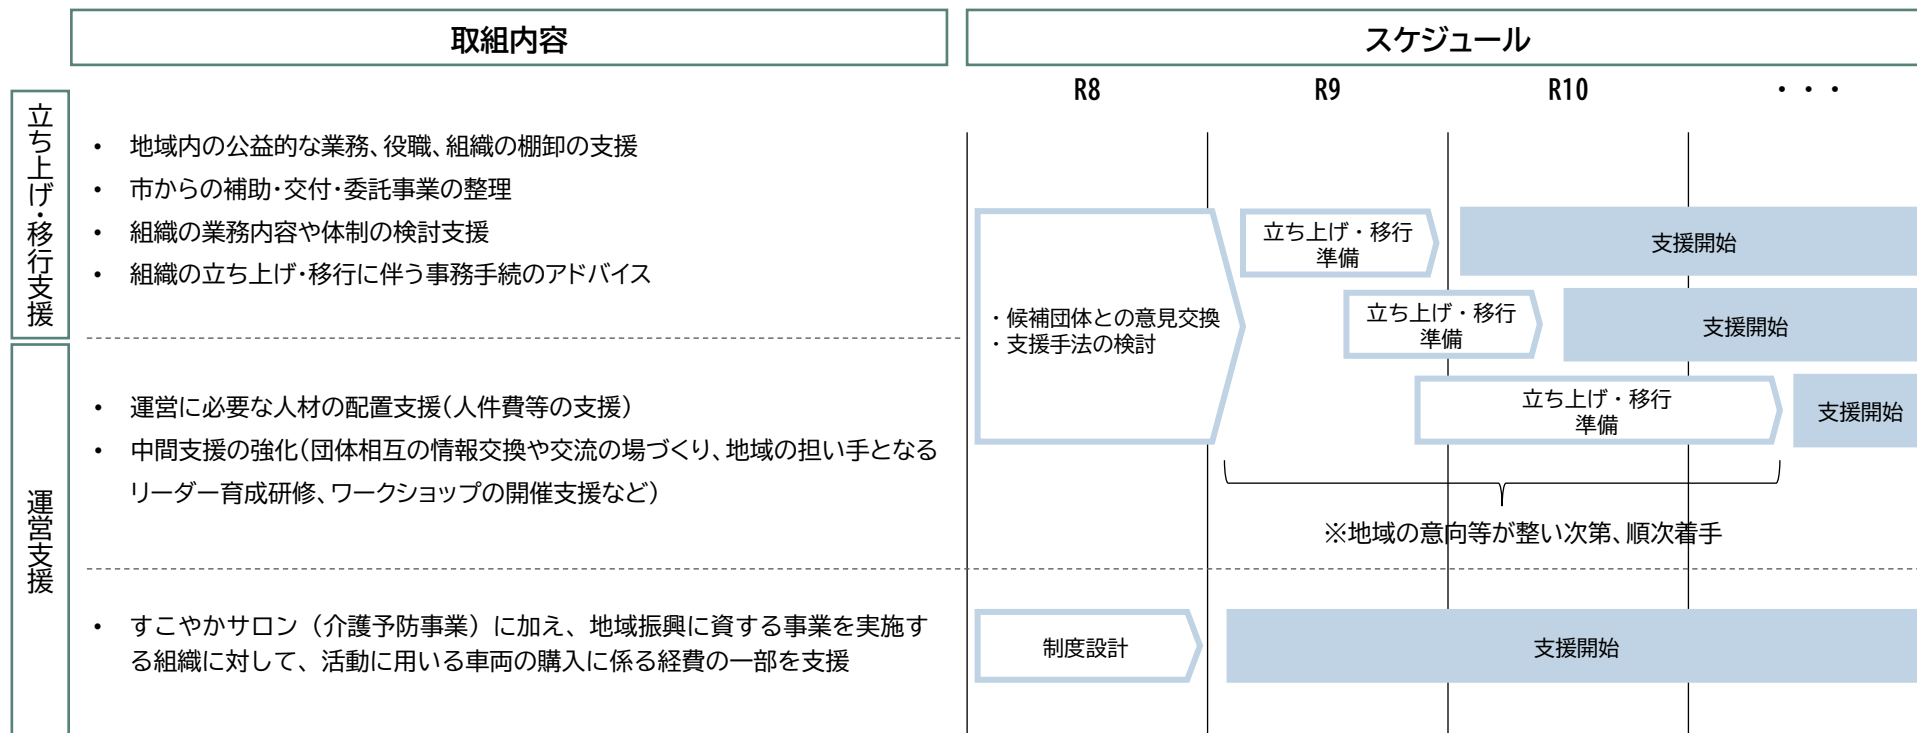 取組内容
スケジュール
R8
R9
R10
・・・
立ち上げ・移行支援
• 地域内の公益的な業務、役職、組織の棚卸の支援
• 市からの補助・交付・委託事業の整理
• 組織の業務内容や体制の検討支援
• 組織の立ち上げ・移行に伴う事務手続のアドバイス
・候補団体との意見交換
・支援手法の検討
立ち上げ・移行
準備
支援開始
立ち上げ・移行
準備
支援開始
立ち上げ・移行
準備
支援開始
※地域の意向等が整い次第、順次着手
運営支援
• 運営に必要な人材の配置支援（人件費等の支援）
• 中間支援の強化（団体相互の情報交換や交流の場づくり、地域の担い手となる
リーダー育成研修、ワークショップの開催支援など）
• すこやかサロン（介護予防事業）に加え、地域振興に資する事業を実施す
る組織に対して、活動に用いる車両の購入に係る経費の一部を支援
制度設計
支援開始